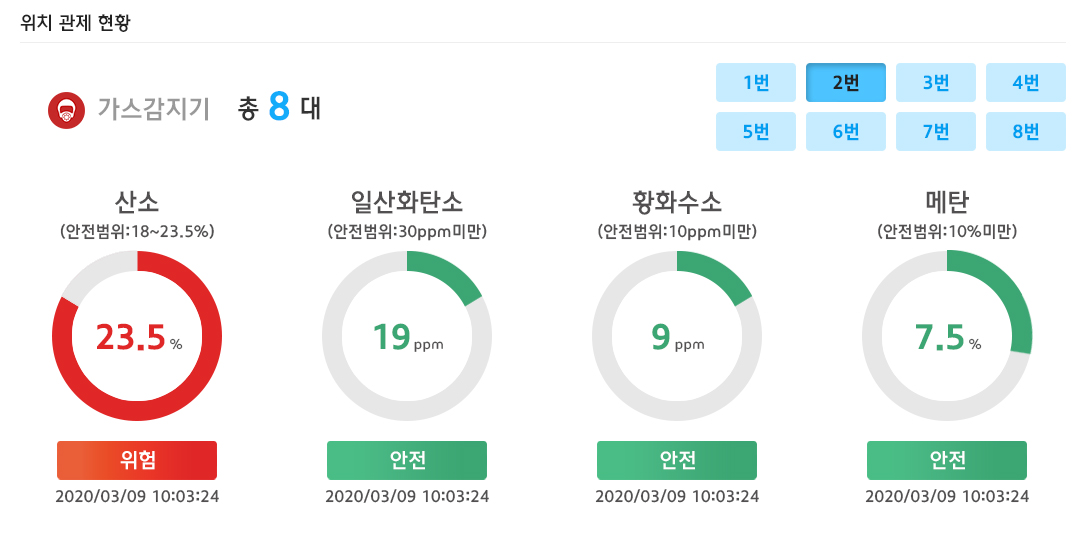 위치 관제 현황
가스감지기 총 8 대
1번 2번 3번 4번
5번 6번 7번 8번
산소
(안전범위:18~23.5%)
23.5 %
위험
2020/03/09 10:03:24
일산화탄소
(안전범위:30ppm미만)
19 ppm
안전
2020/03/09 10:03:24
황화수소
(안전범위:10ppm미만)
9 ppm
안전
2020/03/09 10:03:24
메탄
(안전범위:10%미만)
7.5 %
안전
2020/03/09 10:03:24